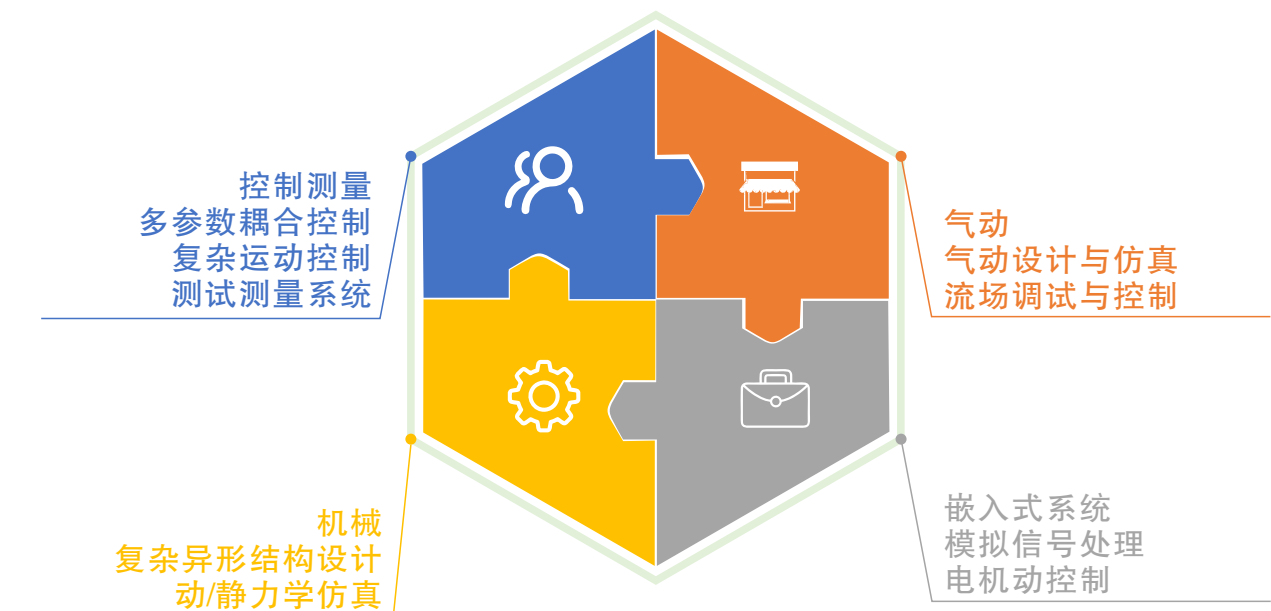 控制测量
多参数耦合控制
复杂运动控制
测试测量系统
气动
气动设计与仿真
流场调试与控制
机械
复杂异形结构设计
动/静力学仿真
嵌入式系统
模拟信号处理
电机动控制